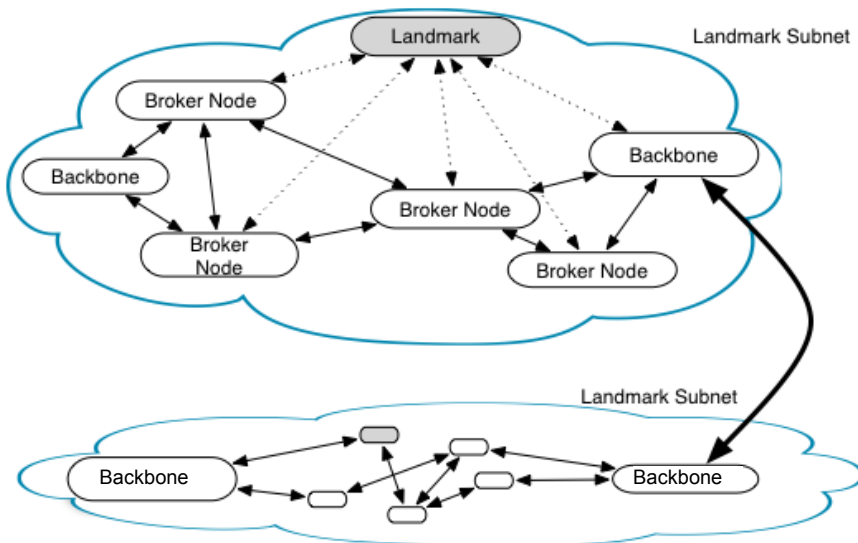 Landmark
Landmark Subnet
Broker Node
Backbone
Backbone
Broker Node
Broker
Node
Broker Node
Landmark Subnet
Backbone
Backbone